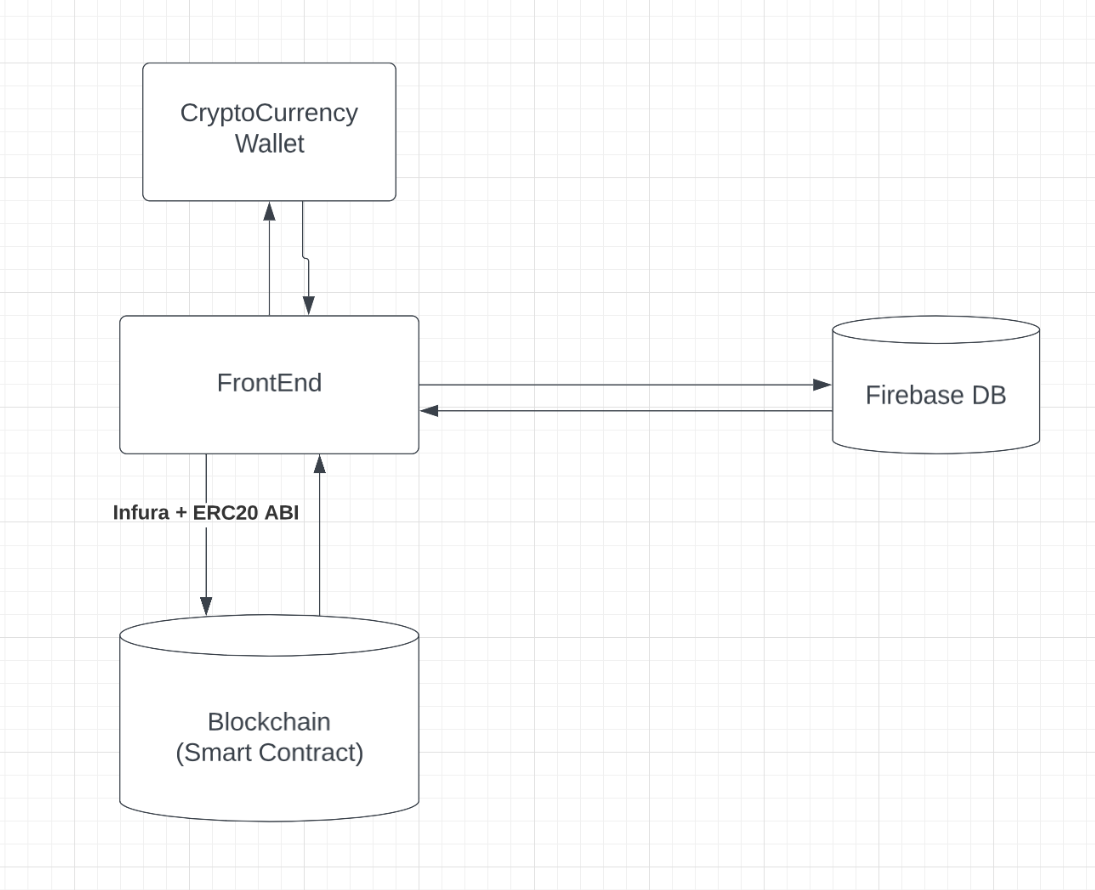 CryptoCurrency
Wallet
FrontEnd
Firebase DB
Infura + ERC20 ABI
Blockchain
(Smart Contract)